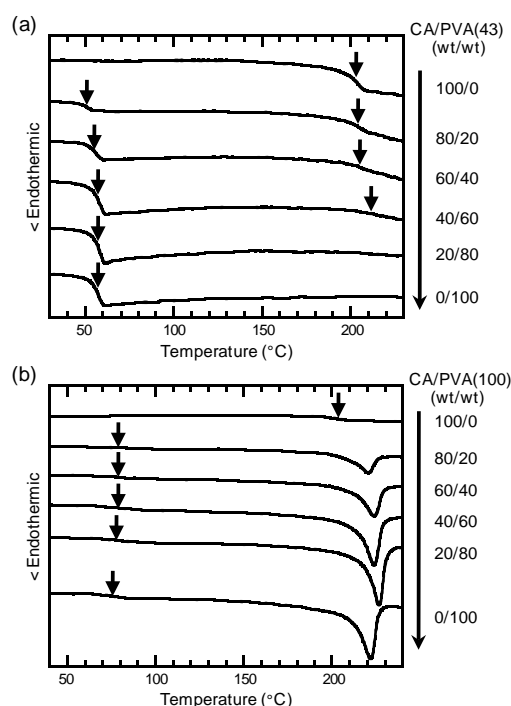 (a)
CA/PVA(43)
(wt/wt)
100/0
80/20
60/40
40/60
20/80
0/100
< Endothermic
50
100
150
200
Temperature (°C)
(b)
CA/PVA(100)
(wt/wt)
100/0
80/20
60/40
40/60
20/80
0/100
< Endothermic
50
100
150
200
Temperature (°C)